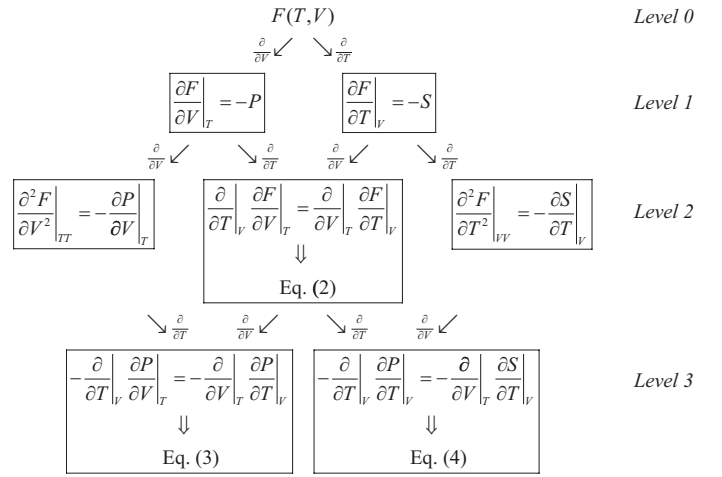 F(T,V) Level 0
∂/∂V ↙ ↘ ∂/∂T
∂F/∂V|_T = −P ∂F/∂T|_V = −S Level 1
∂/∂V ↙ ↘ ∂/∂T ∂/∂V ↙ ↘ ∂/∂T
∂²F/∂V²|_TT = −∂P/∂V|_T ∂/∂T|_V ∂F/∂V|_T = ∂/∂V|_T ∂F/∂T|_V ∂²F/∂T²|_VV = −∂S/∂T|_V Level 2
⇓
Eq. (2)
↘ ∂/∂T ∂/∂V ↙ ↘ ∂/∂T ∂/∂V ↙
−∂/∂T|_V ∂P/∂V|_T = −∂/∂V|_T ∂P/∂T|_V −∂/∂T|_V ∂P/∂T|_V = −∂/∂V|_T ∂S/∂T|_V Level 3
⇓ ⇓
Eq. (3) Eq. (4)